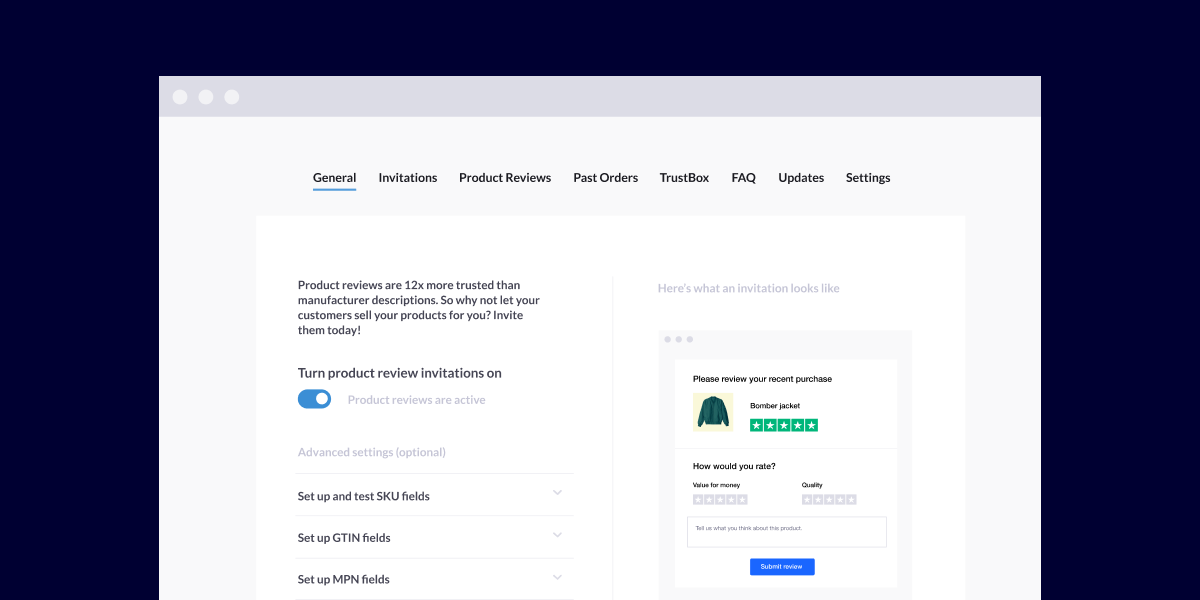 General Invitations Product Reviews Past Orders TrustBox FAQ Updates Settings
Product reviews are 12x more trusted than
manufacturer descriptions. So why not let your
customers sell your products for you? Invite
them today!
Turn product review invitations on
Product reviews are active
Advanced settings (optional)
Set up and test SKU fields
Set up GTIN fields
Set up MPN fields
Here's what an invitation looks like
Please review your recent purchase
Bomber jacket
How would you rate?
Value for money Quality
Tell us what you think about this product.
Submit review